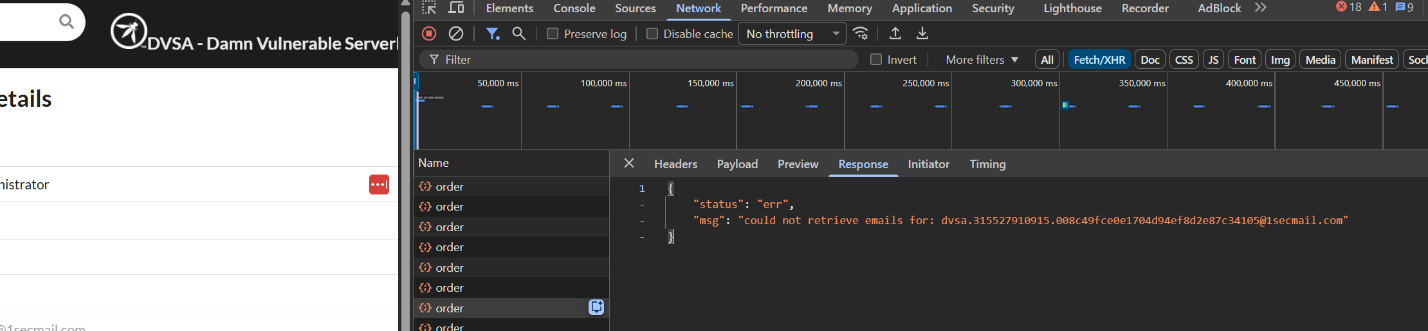 Elements Console Sources Network Performance Memory Application Security Lighthouse Recorder AdBlock 18 1 9
DVSA - Damn Vulnerable Serverl
Preserve log Disable cache No throttling
Filter Invert More filters All Fetch/XHR Doc CSS JS Font Img Media Manifest Sock
50,000 ms 100,000 ms 150,000 ms 200,000 ms 250,000 ms 300,000 ms 350,000 ms 400,000 ms 450,000 ms
etails
Name Headers Payload Preview Response Initiator Timing
nistrator
order
order
order
order
order
order
order
order
1 {
- "status": "err",
- "msg": "could not retrieve emails for: dvsa.315527910915.008c49fce0e1704d94ef8d2e87c34105@1secmail.com"
- }
@1secmail.com